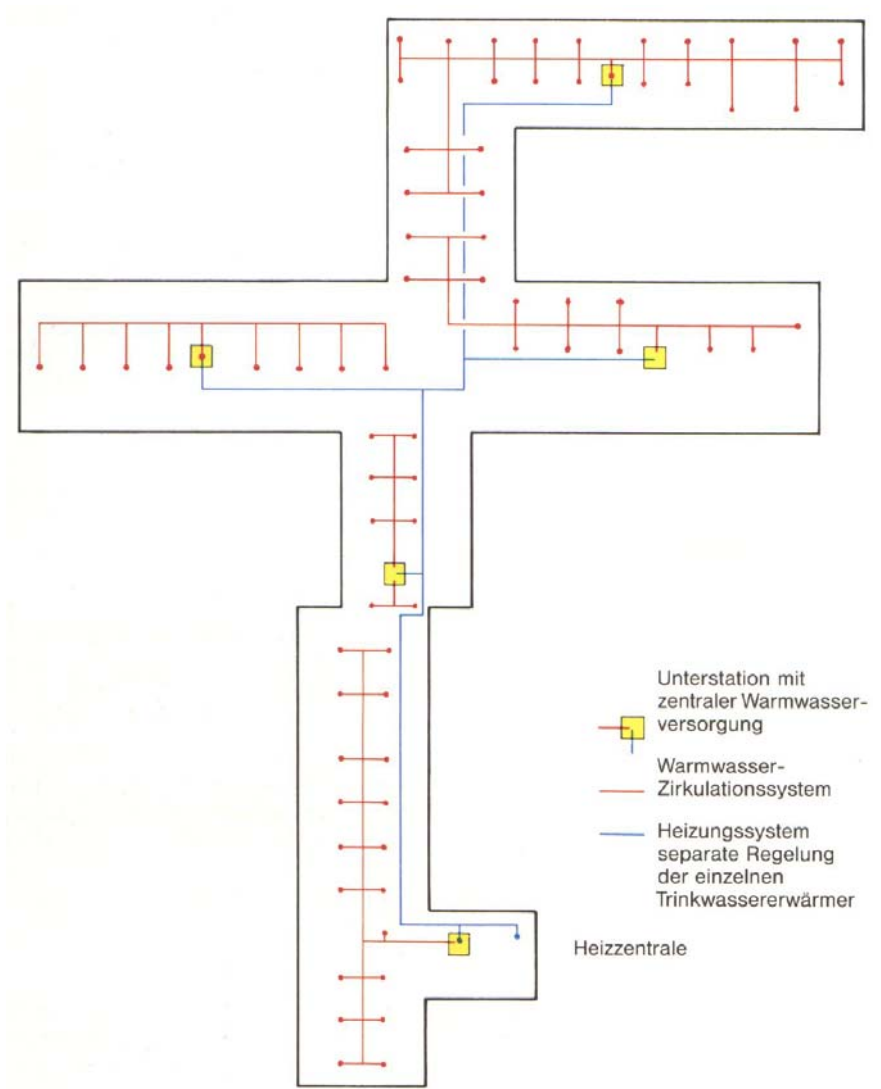 Unterstation mit
zentraler Warmwasser-
versorgung
Warmwasser-
Zirkulationssystem
Heizungssystem
separate Regelung
der einzelnen
Trinkwassererwärmer
Heizzentrale